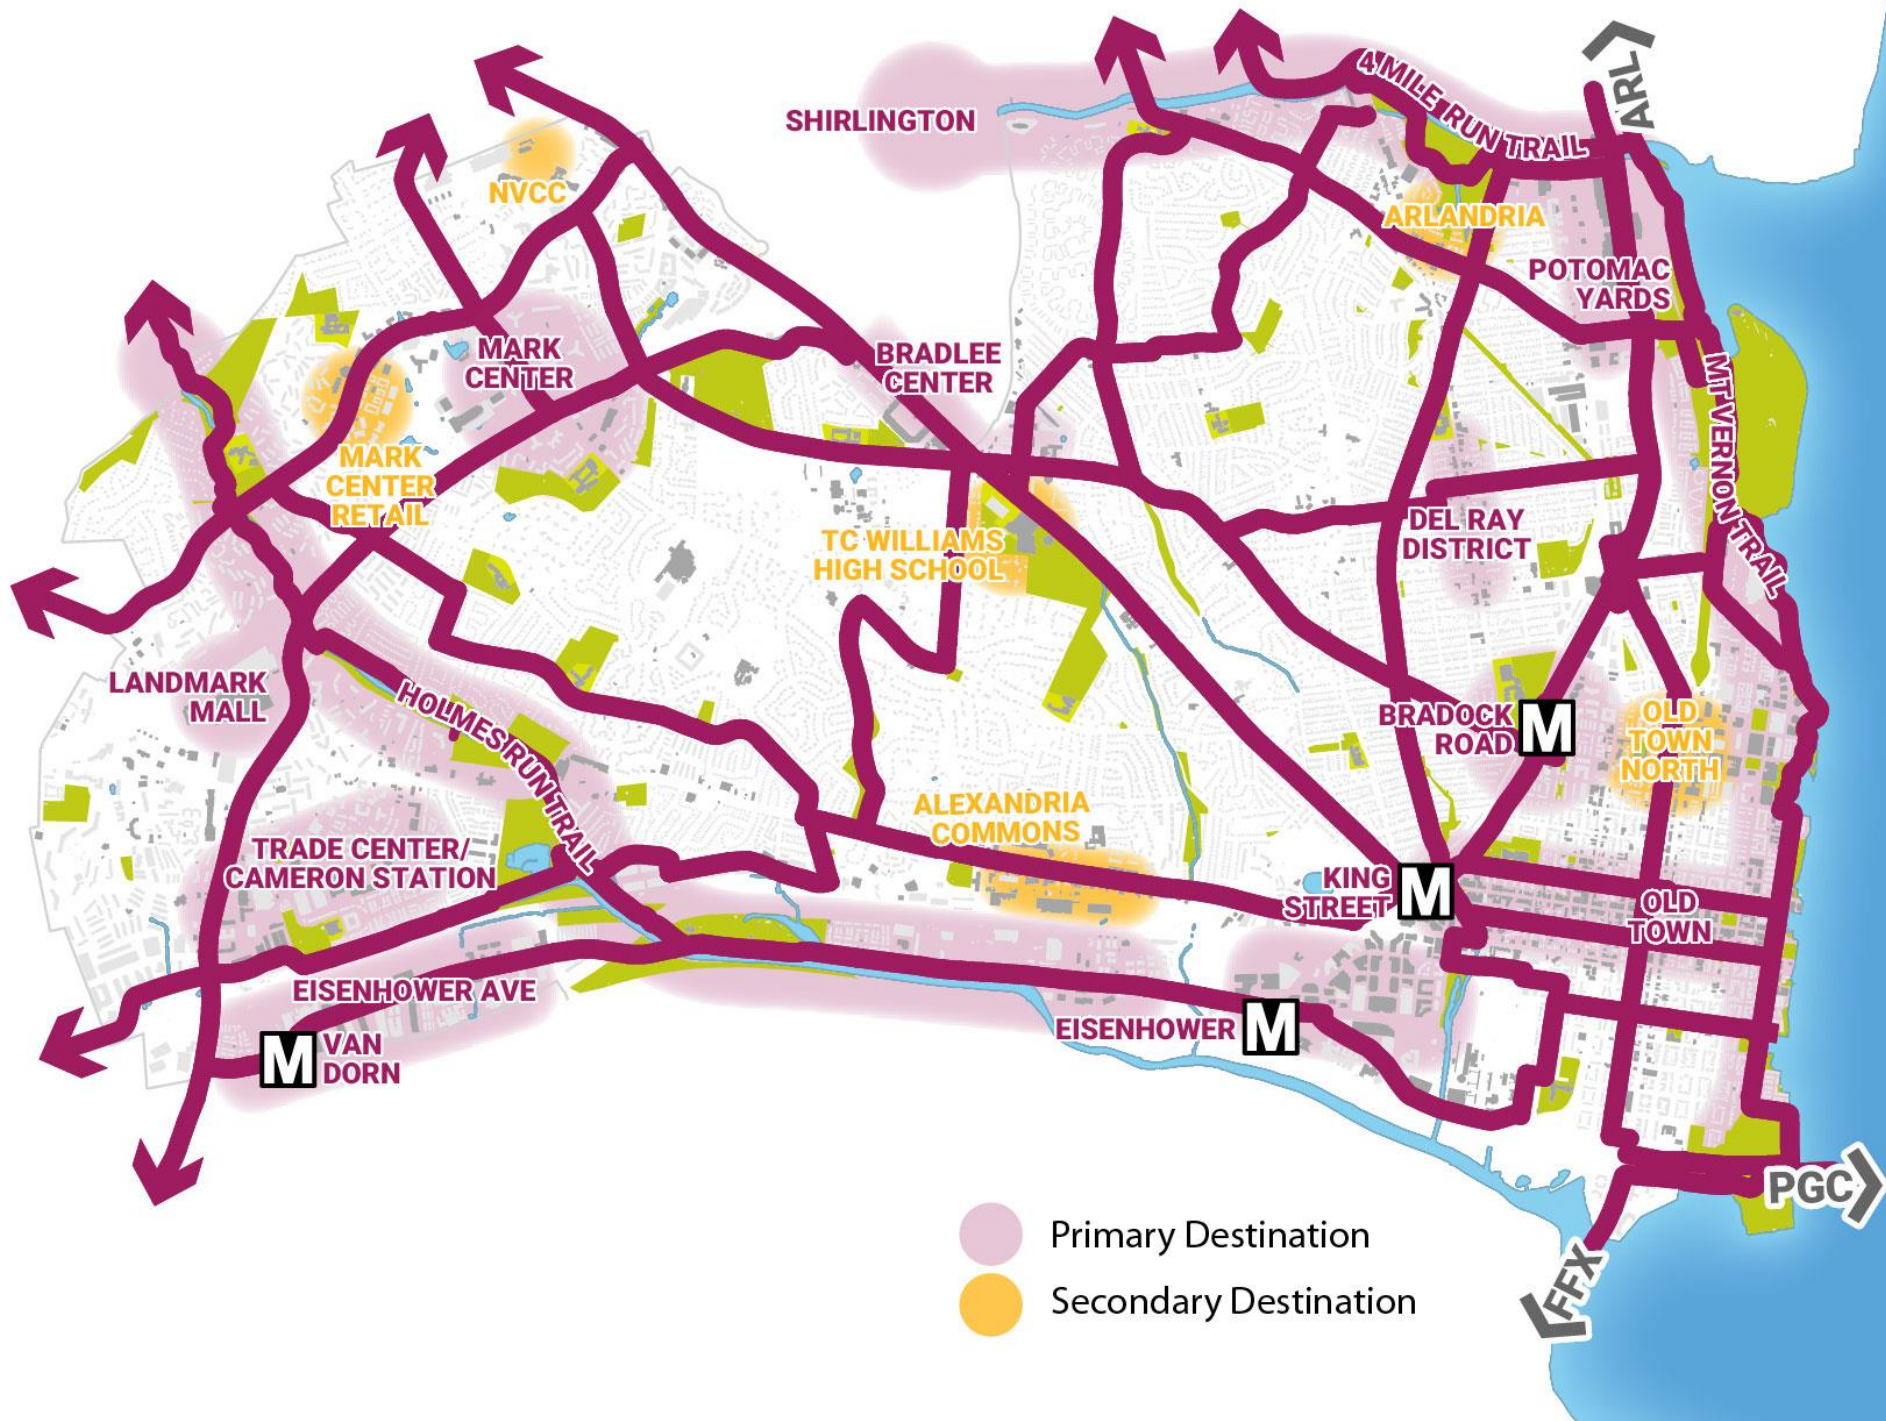 ARL
4 MILE RUN TRAIL
SHIRLINGTON
NVCC
ARLANDRIA
POTOMAC
YARDS
MARK
CENTER
BRADLEE
CENTER
MT VERNON TRAIL
MARK
CENTER
RETAIL
TC WILLIAMS
HIGH SCHOOL
DEL RAY
DISTRICT
LANDMARK
MALL
HOLMES RUN TRAIL
BRADOCK
ROAD
M
OLD
TOWN
NORTH
ALEXANDRIA
COMMONS
TRADE CENTER/
CAMERON STATION
KING
STREET
M
OLD
TOWN
EISENHOWER AVE
EISENHOWER
M
M
VAN
DORN
PGC
FFX
Primary Destination
Secondary Destination